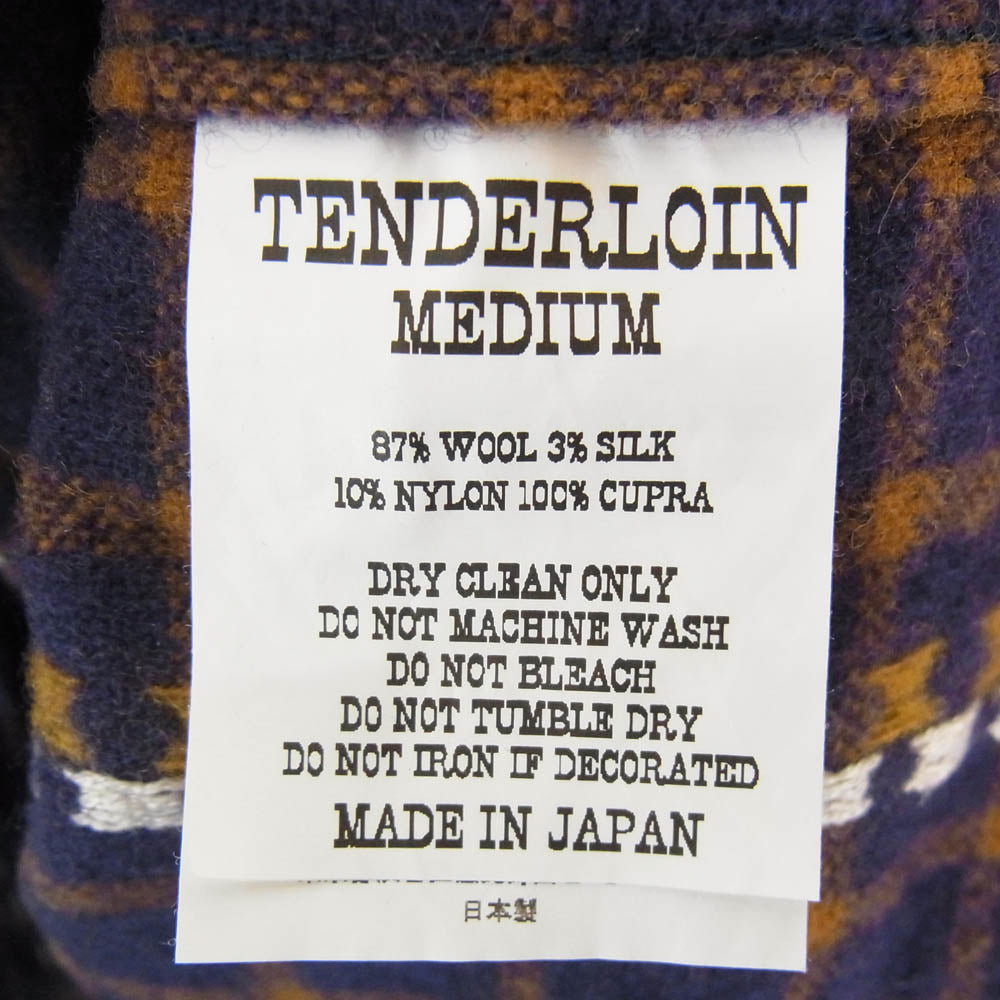 TENDERLOIN
MEDIUM
87% WOOL 3% SILK
10% NYLON 100% CUPRA
DRY CLEAN ONLY
DO NOT MACHINE WASH
DO NOT BLEACH
DO NOT TUMBLE DRY
DO NOT IRON IF DECORATED
MADE IN JAPAN
日本製